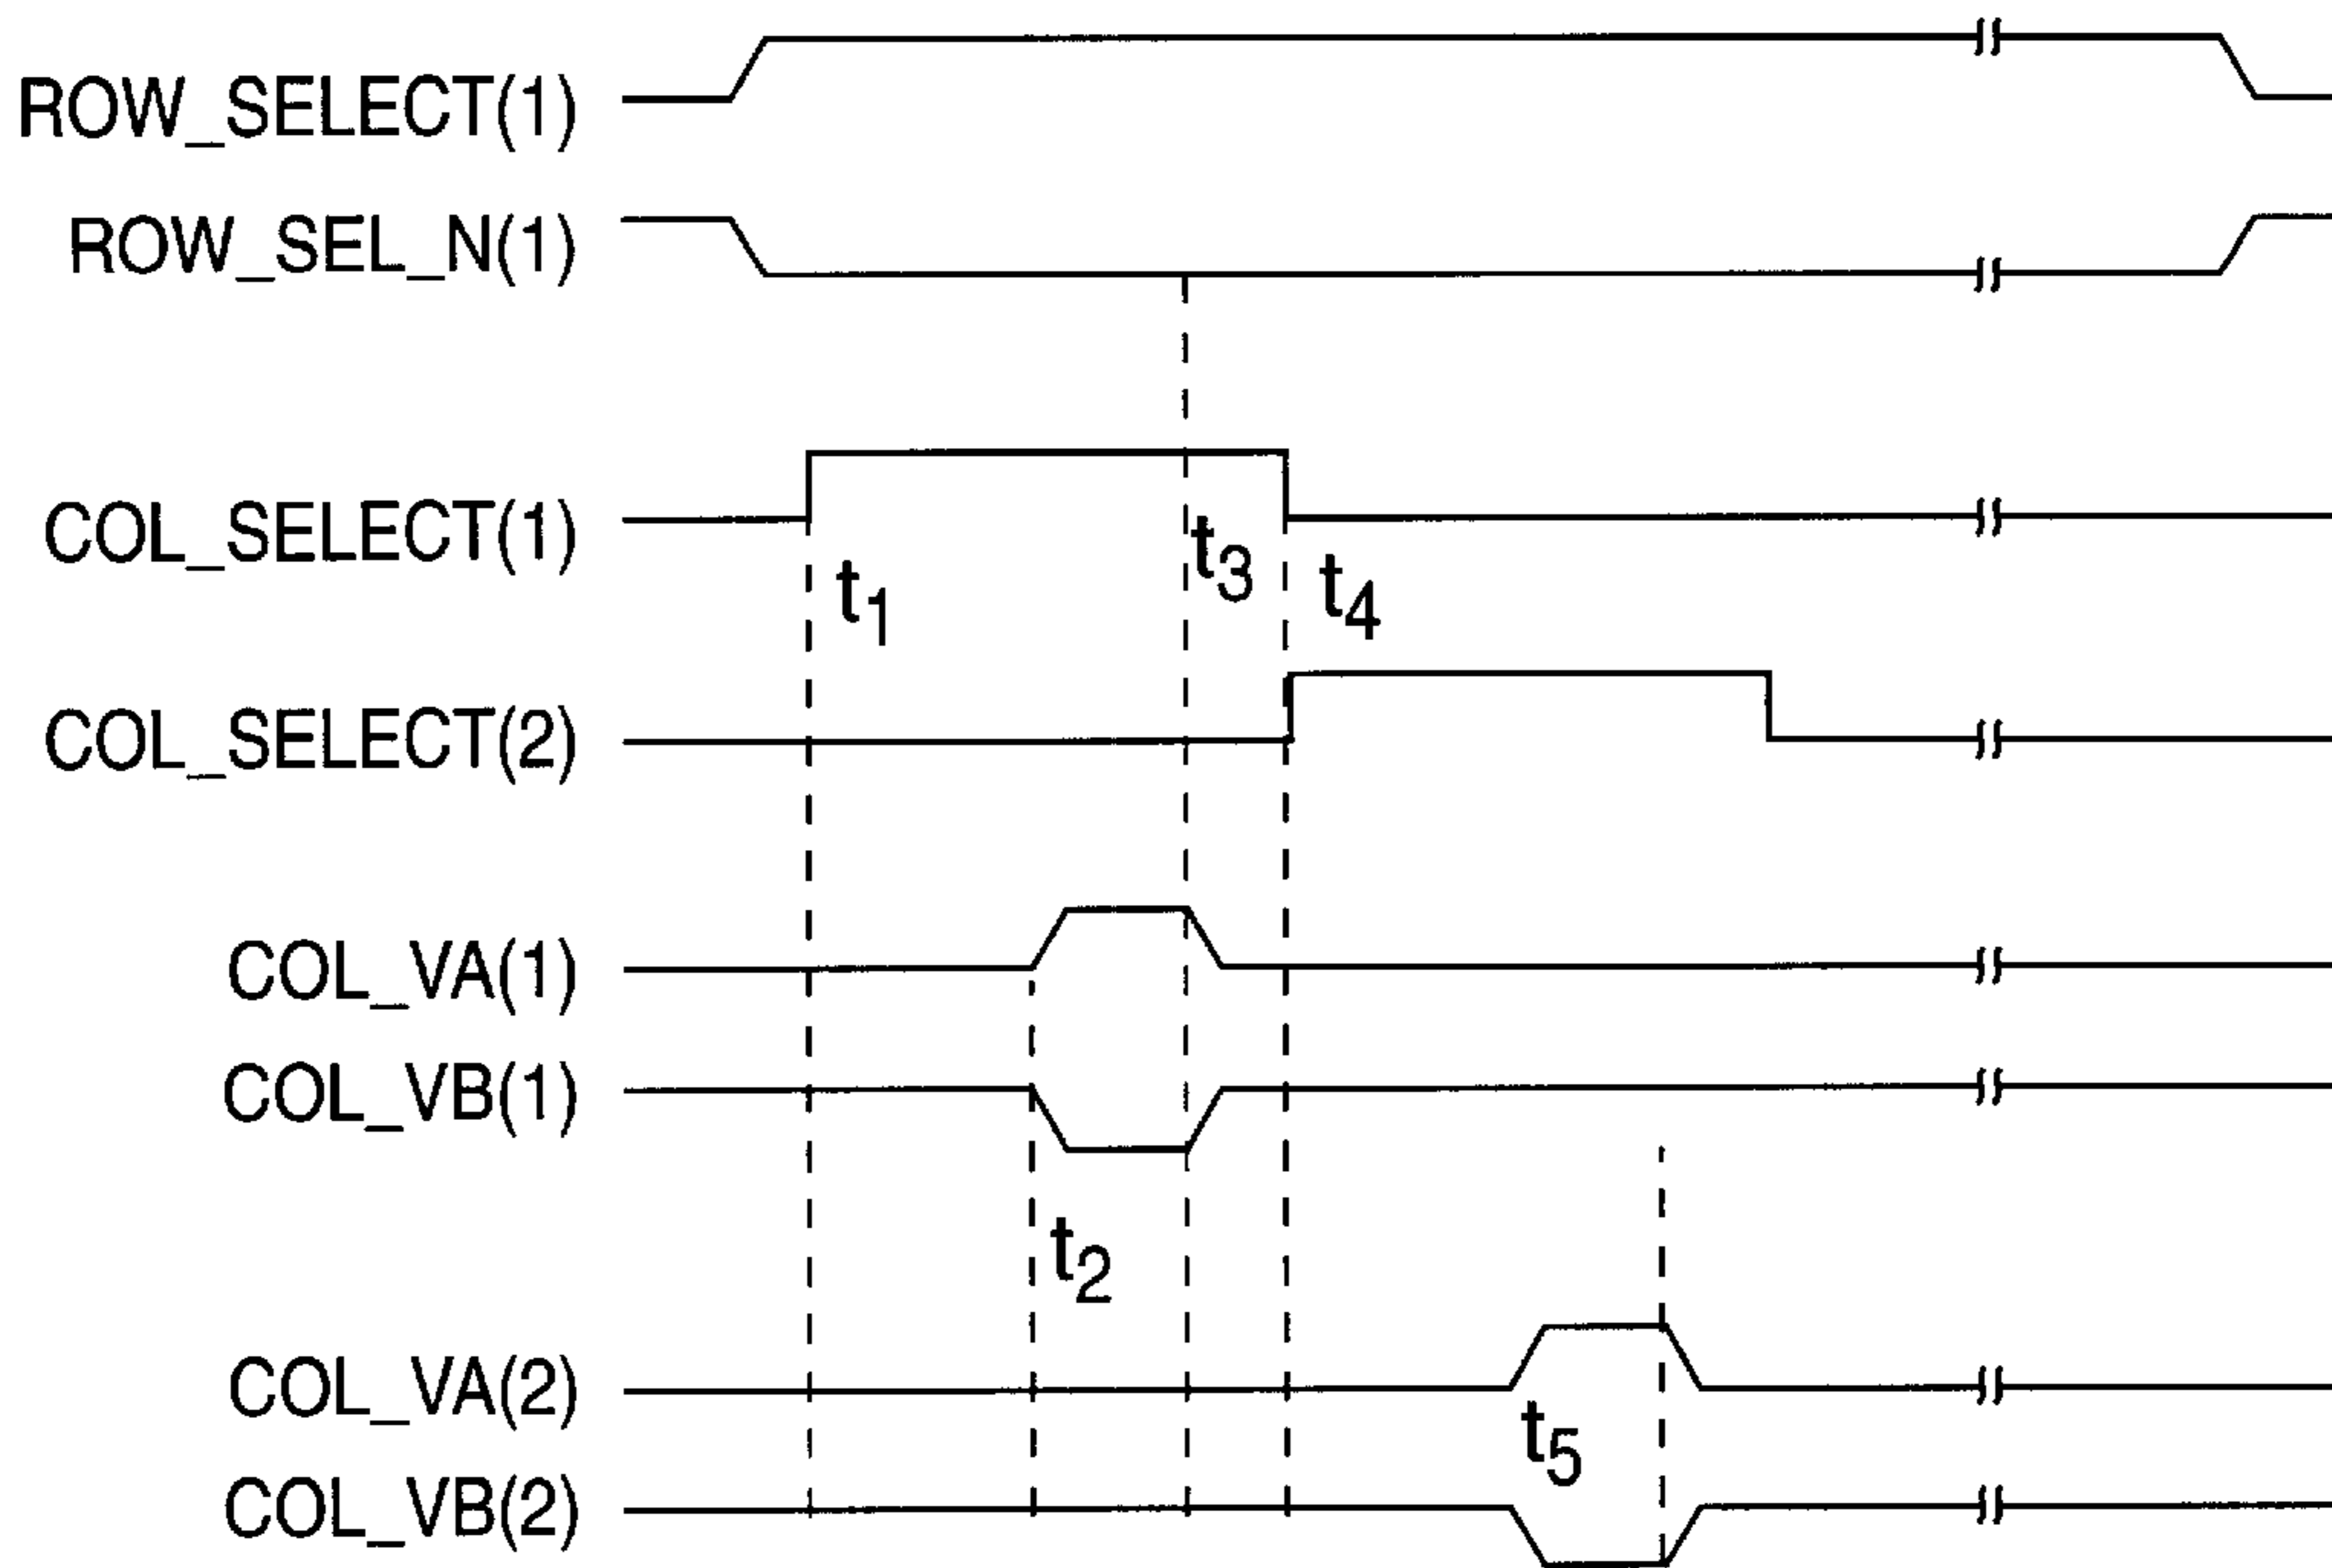 ROW_SELECT(1)
ROW_SEL_N(1)
COL_SELECT(1)
t1
t3
t4
COL_SELECT(2)
COL_VA(1)
COL_VB(1)
t2
COL_VA(2)
t5
COL_VB(2)